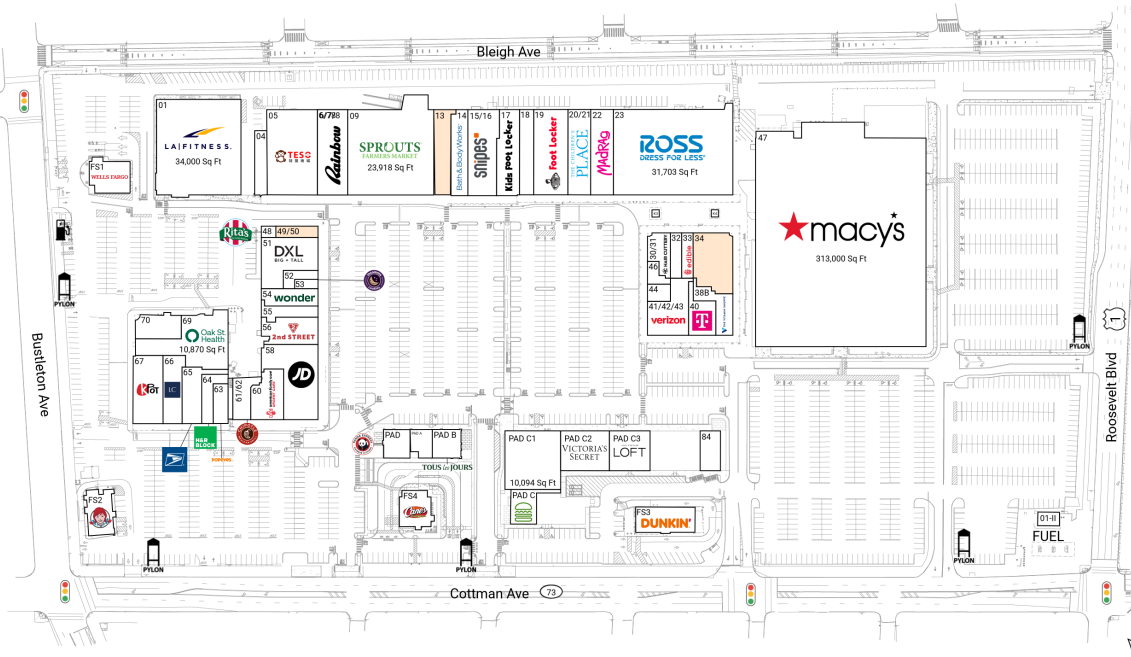 Bleigh Ave
01
LA|FITNESS.
34,000 Sq Ft
04
05
TESO
6/7
8
Rainbow
09
SPROUTS
FARMERS MARKET
23,918 Sq Ft
13
14
Bath & Body Works
15/16
snipes
17
Kids Foot Locker
18
19
Foot Locker
20/21
THE CHILDREN'S
PLACE
22
MADRAG
23
ROSS
DRESS FOR LESS
31,703 Sq Ft
47
macy's
313,000 Sq Ft
FS1
WELLS FARGO
Rita's
48
49/50
51
DXL
BIG + TALL
52
53
54
wonder
55
56
2nd STREET
58
JD
30/31
HAIR CUTTERY
32
33
edible
34
46
44
38B
41/42/43
verizon
40
T
PYLON
PYLON
1
70
69
Oak St.
Health
10,870 Sq Ft
67
KPOT
66
LC
65
64
63
61/62
60
H&R
BLOCK
POPEYES
Bustleton Ave
Roosevelt Blvd
PAD
PAD A
PAD B
TOUS les JOURS
PAD C1
10,094 Sq Ft
PAD C2
VICTORIA'S
SECRET
PAD C3
LOFT
84
PAD C
FS2
FS4
Cane's
FS3
DUNKIN'
01-II
FUEL
PYLON
PYLON
PYLON
Cottman Ave
73